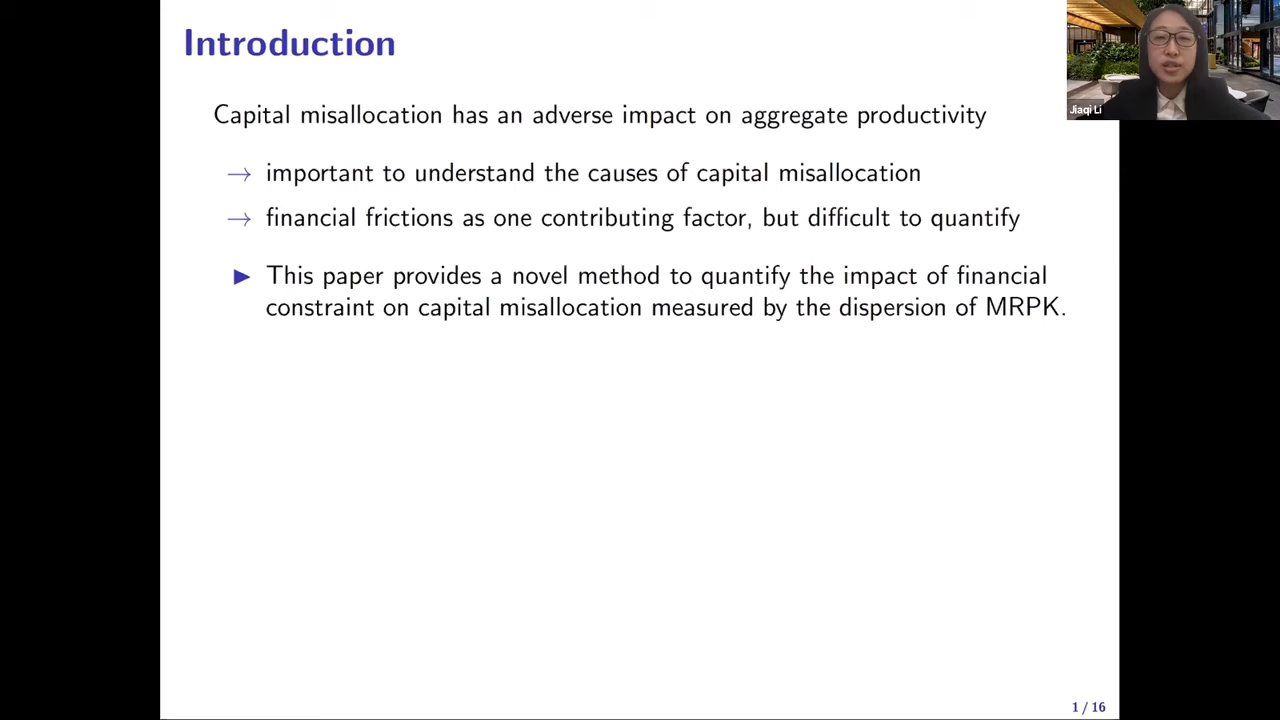 Introduction
Jiaqi Li
Capital misallocation has an adverse impact on aggregate productivity
→ important to understand the causes of capital misallocation
→ financial frictions as one contributing factor, but difficult to quantify
▶ This paper provides a novel method to quantify the impact of financial
constraint on capital misallocation measured by the dispersion of MRPK.
1 / 16